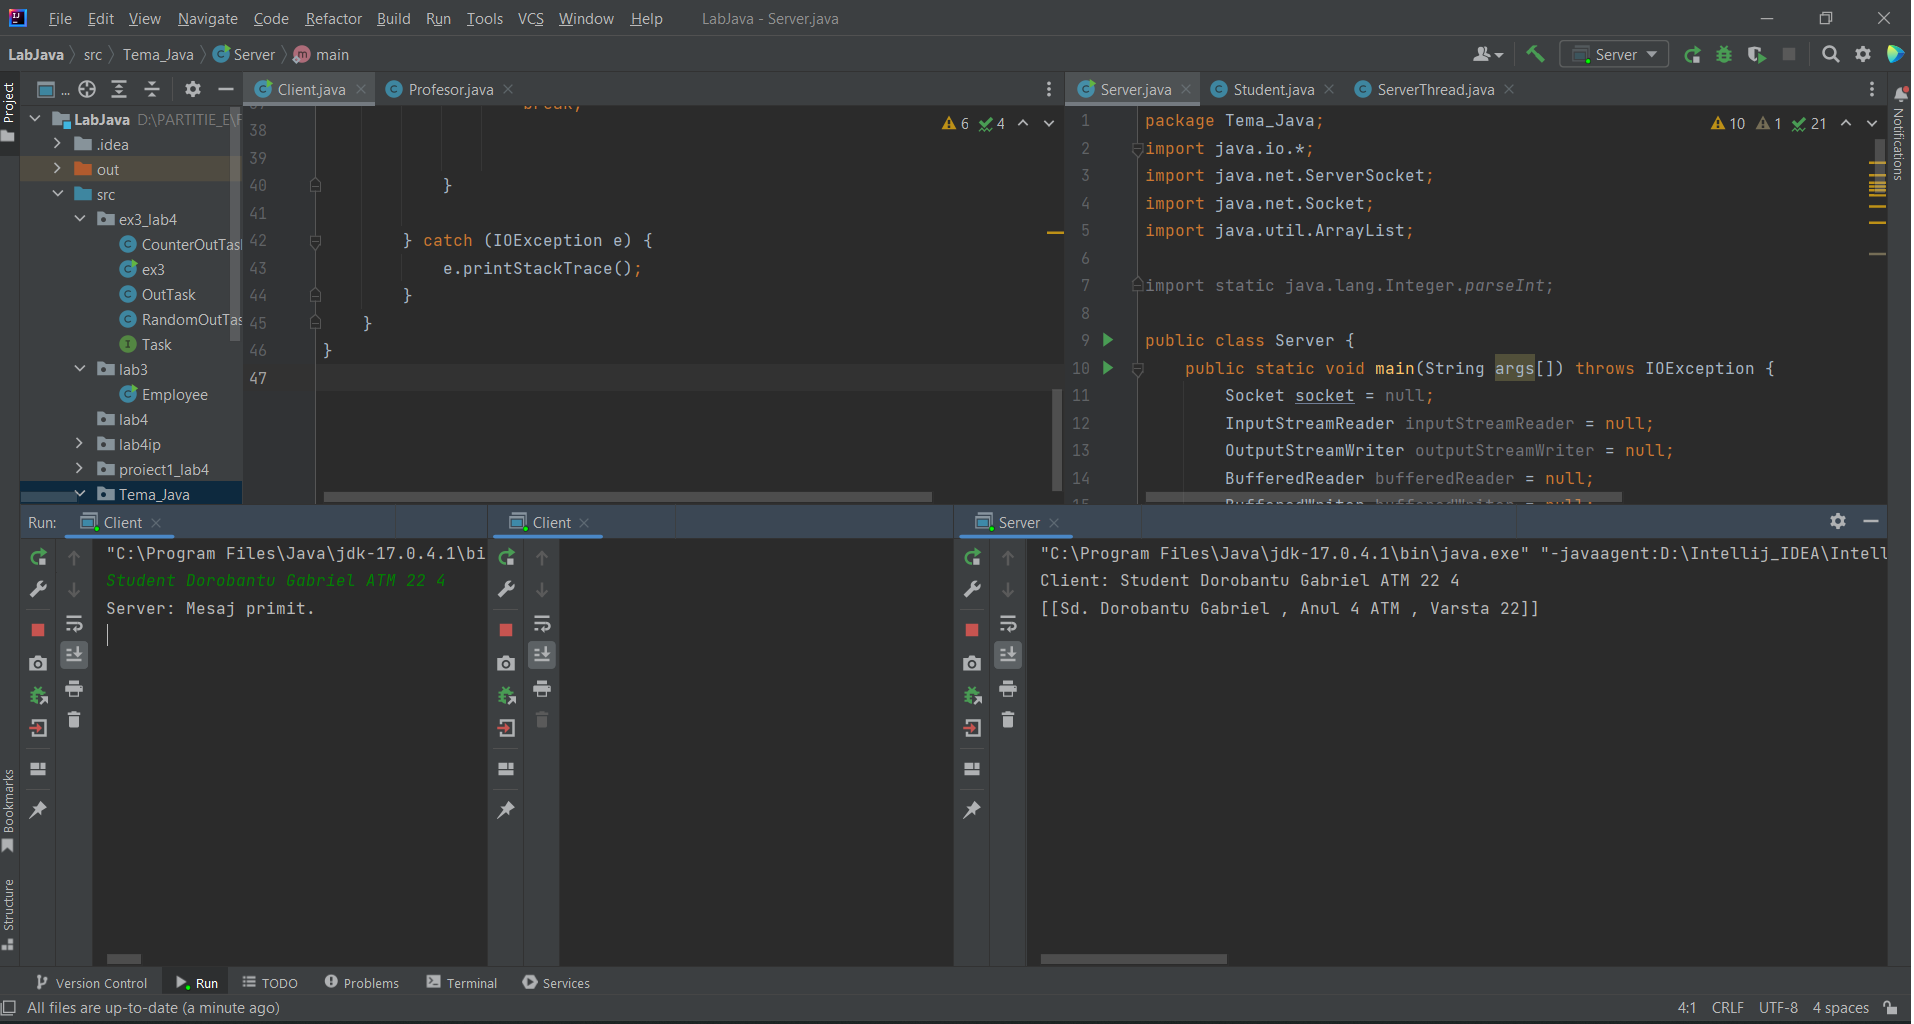 File Edit View Navigate Code Refactor Build Run Tools VCS Window Help LabJava - Server.java
LabJava src Tema_Java Server main
Server
Project
...
Client.java Profesor.java
Server.java Student.java ServerThread.java
Notifications
LabJava D:\PARTITIE_E\F
.idea
out
src
ex3_lab4
CounterOutTas
ex3
OutTask
RandomOutTas
Task
lab3
Employee
lab4
lab4ip
proiect1_lab4
Tema_Java
37 break;
6 4
38
39
40 }
41
42 } catch (IOException e) {
43 e.printStackTrace();
44 }
45 }
46 }
47
10 1 21
1 package Tema_Java;
2 import java.io.*;
3 import java.net.ServerSocket;
4 import java.net.Socket;
5 import java.util.ArrayList;
6
7 import static java.lang.Integer.parseInt;
8
9 public class Server {
10 public static void main(String args[]) throws IOException {
11 Socket socket = null;
12 InputStreamReader inputStreamReader = null;
13 OutputStreamWriter outputStreamWriter = null;
14 BufferedReader bufferedReader = null;
15 BufferedWriter bufferedWriter = null;
Run: Client
Client
Server
"C:\Program Files\Java\jdk-17.0.4.1\bi
Student Dorobantu Gabriel ATM 22 4
Server: Mesaj primit.
"C:\Program Files\Java\jdk-17.0.4.1\bin\java.exe" "-javaagent:D:\Intellij_IDEA\Intell
Client: Student Dorobantu Gabriel ATM 22 4
[[Sd. Dorobantu Gabriel , Anul 4 ATM , Varsta 22]]
Bookmarks
Structure
Version Control Run TODO Problems Terminal Services
All files are up-to-date (a minute ago) 4:1 CRLF UTF-8 4 spaces